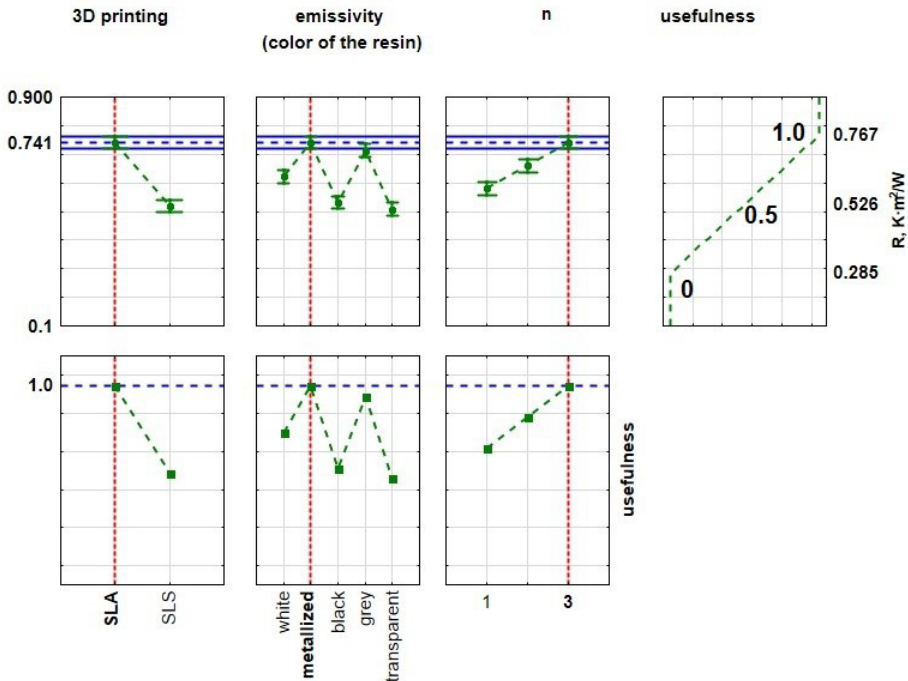 3D printing
emissivity
(color of the resin)
n
usefulness
0.900
0.741
0.1
1.0
0.5
0
0.767
0.526
0.285
R, K·m²/W
1.0
usefulness
SLA
SLS
white
metallized
black
grey
transparent
1
3